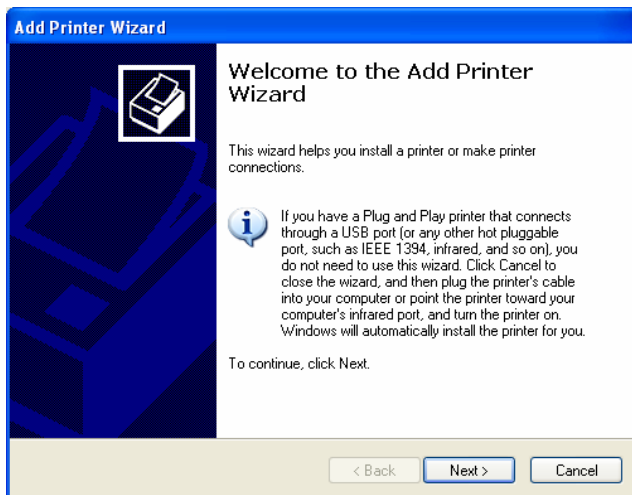 Add Printer Wizard
Welcome to the Add Printer
Wizard
This wizard helps you install a printer or make printer
connections.
If you have a Plug and Play printer that connects
through a USB port (or any other hot pluggable
port, such as IEEE 1394, infrared, and so on), you
do not need to use this wizard. Click Cancel to
close the wizard, and then plug the printer's cable
into your computer or point the printer toward your
computer's infrared port, and turn the printer on.
Windows will automatically install the printer for you.
To continue, click Next.
< Back Next > Cancel